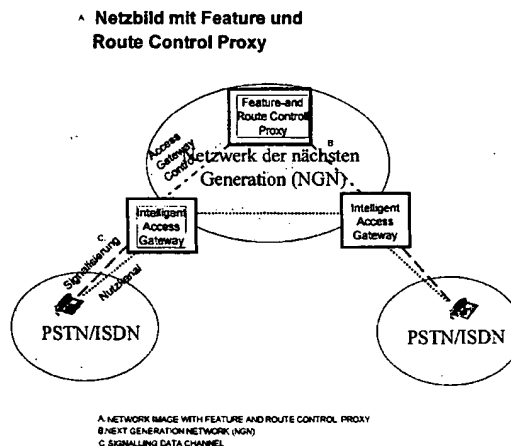 A Netzbild mit Feature und
Route Control Proxy
Feature-and
Route Control
Proxy
B
Access
Gateway
Control
Netzwerk der nächsten
Generation (NGN)
Intelligent
Access
Gateway
Intelligent
Access
Gateway
C
Signalisierung
Nutzkanal
PSTN/ISDN
PSTN/ISDN
A NETWORK IMAGE WITH FEATURE AND ROUTE CONTROL PROXY
B NEXT GENERATION NETWORK (NGN)
C SIGNALLING DATA CHANNEL